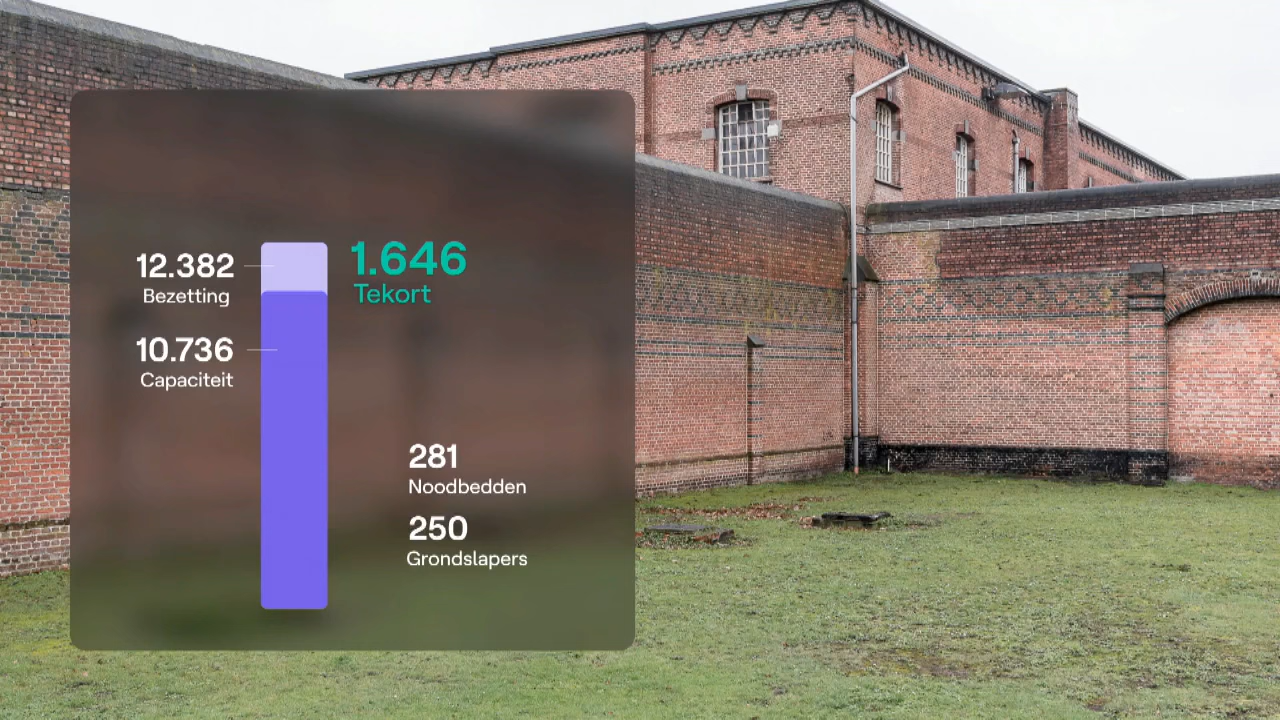 12.382
Bezetting
1.646
Tekort
10.736
Capaciteit
281
Noodbedden
250
Grondslapers